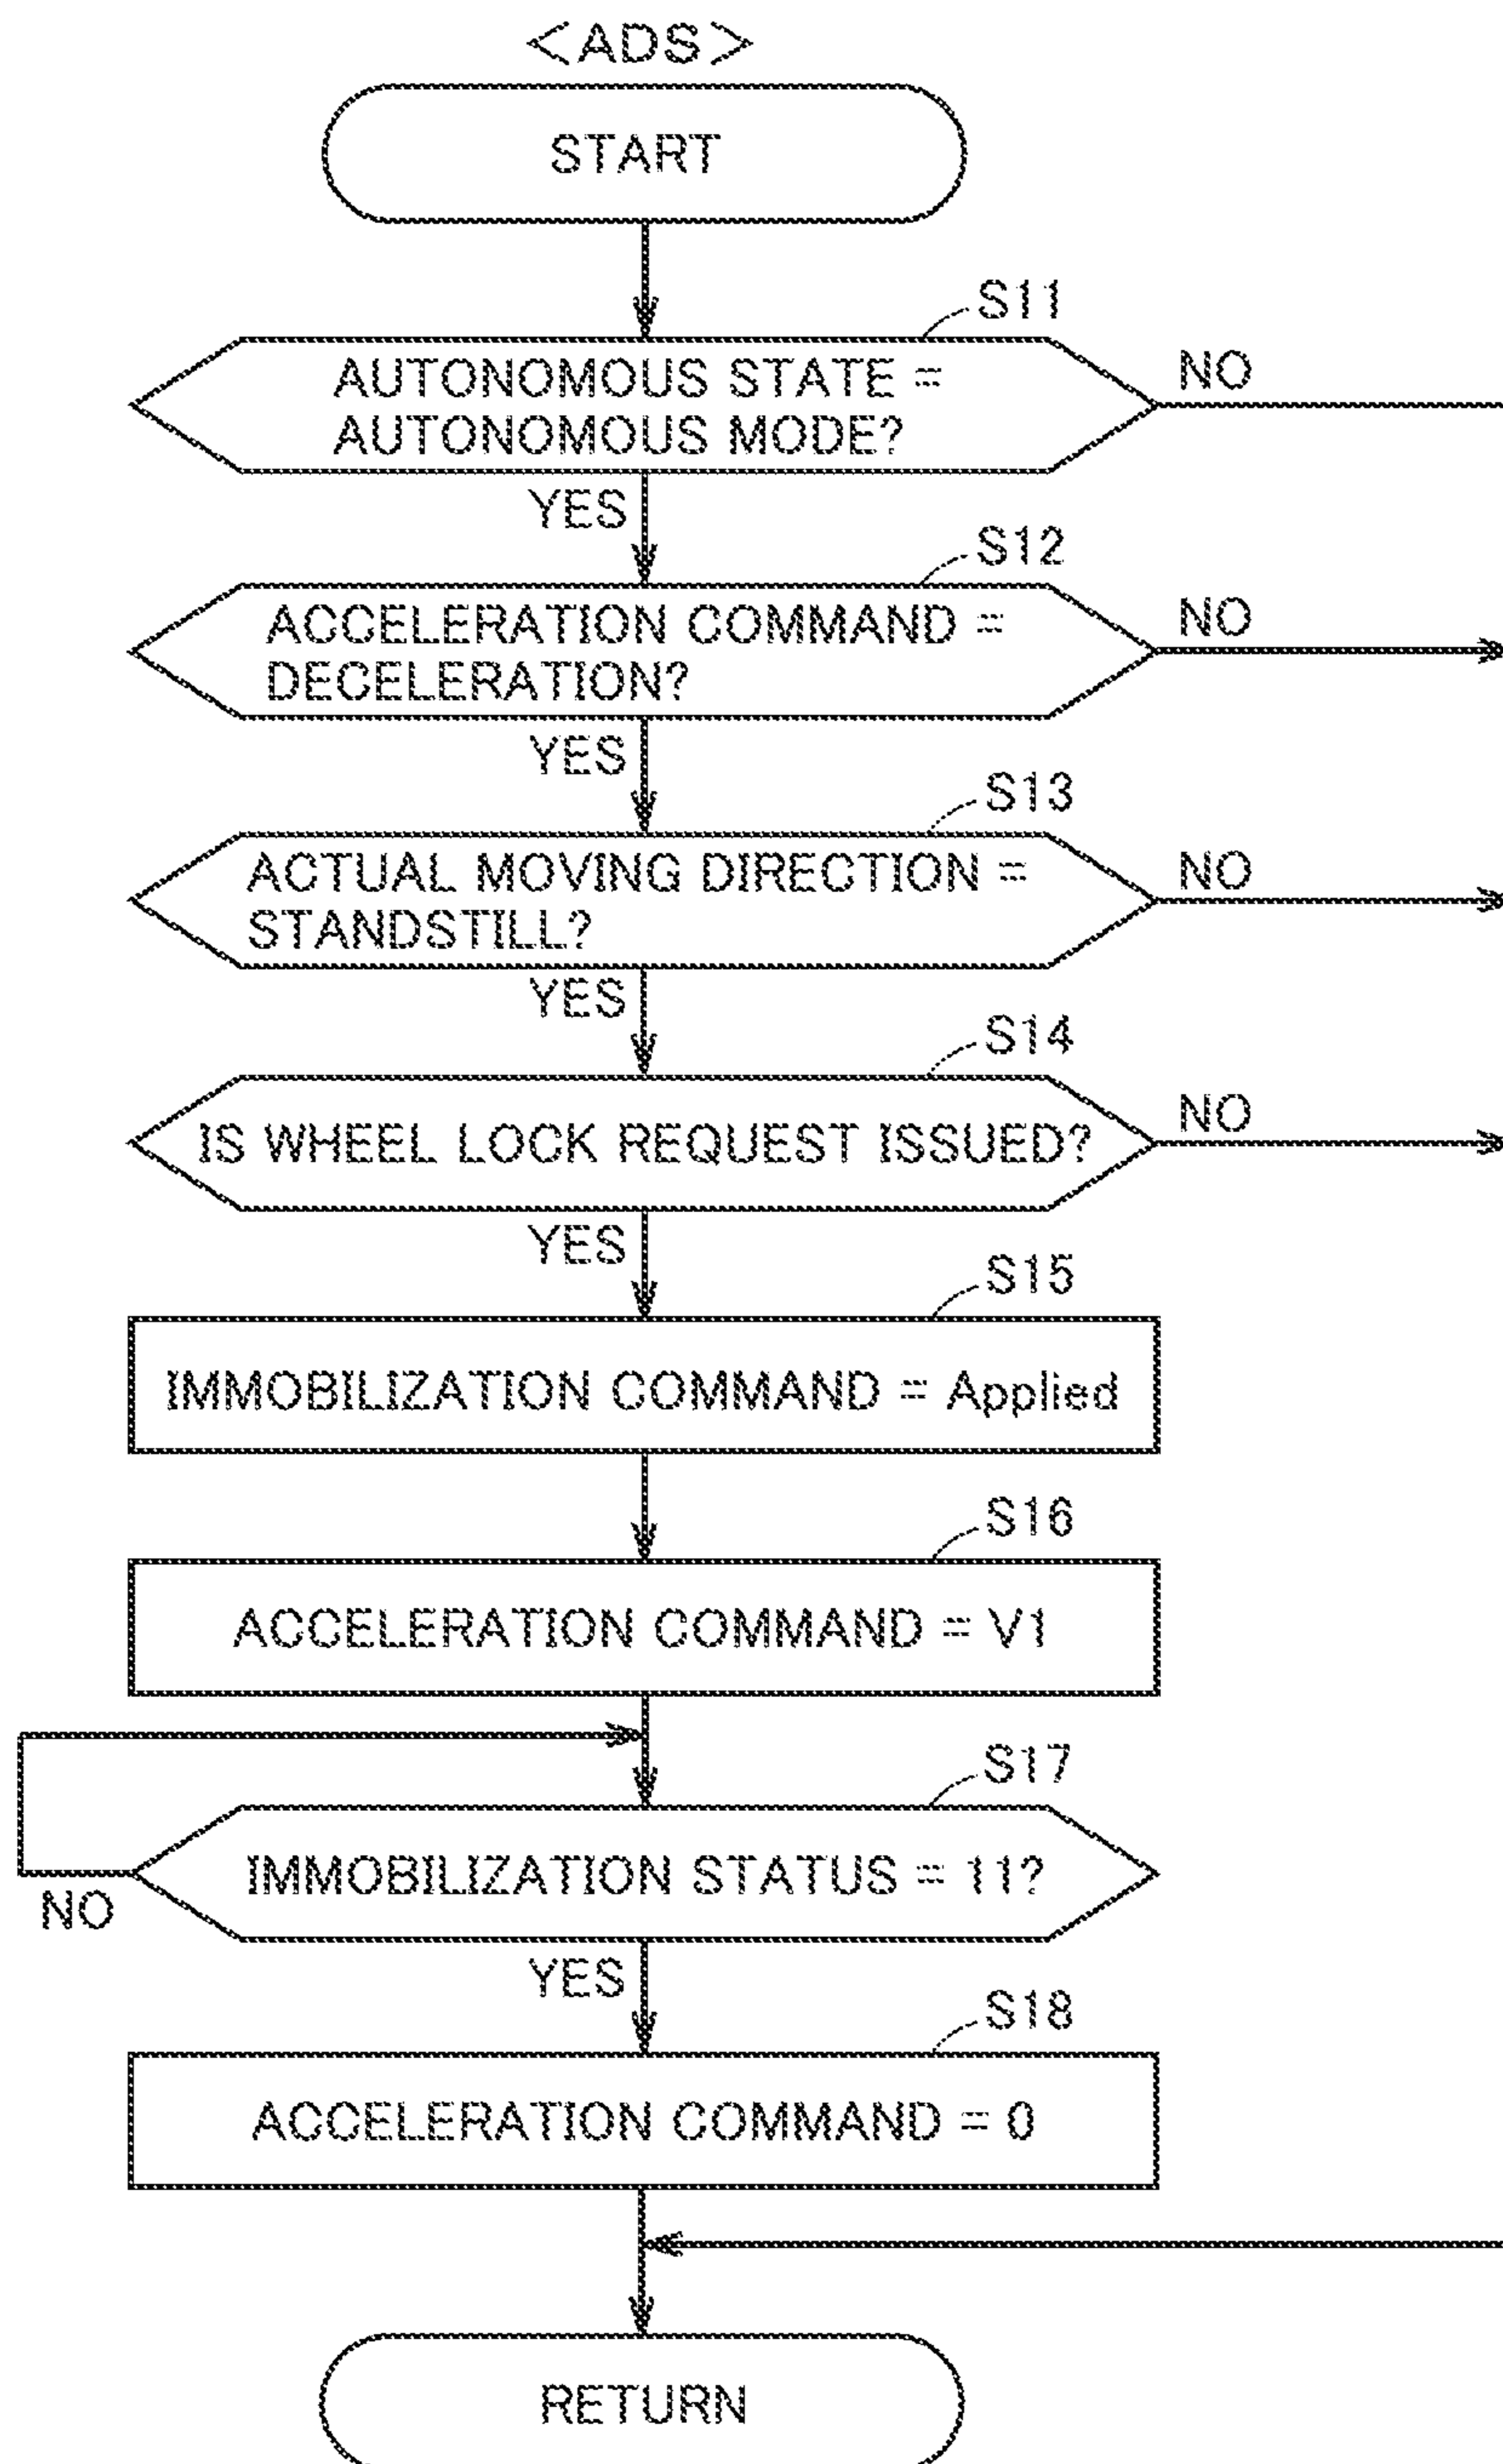 <ADS>
START
S11
AUTONOMOUS STATE =
AUTONOMOUS MODE?
NO
YES
S12
ACCELERATION COMMAND =
DECELERATION?
NO
YES
S13
ACTUAL MOVING DIRECTION =
STANDSTILL?
NO
YES
S14
IS WHEEL LOCK REQUEST ISSUED?
NO
YES
S15
IMMOBILIZATION COMMAND = Applied
S16
ACCELERATION COMMAND = V1
S17
IMMOBILIZATION STATUS = 11?
NO
YES
S18
ACCELERATION COMMAND = 0
RETURN